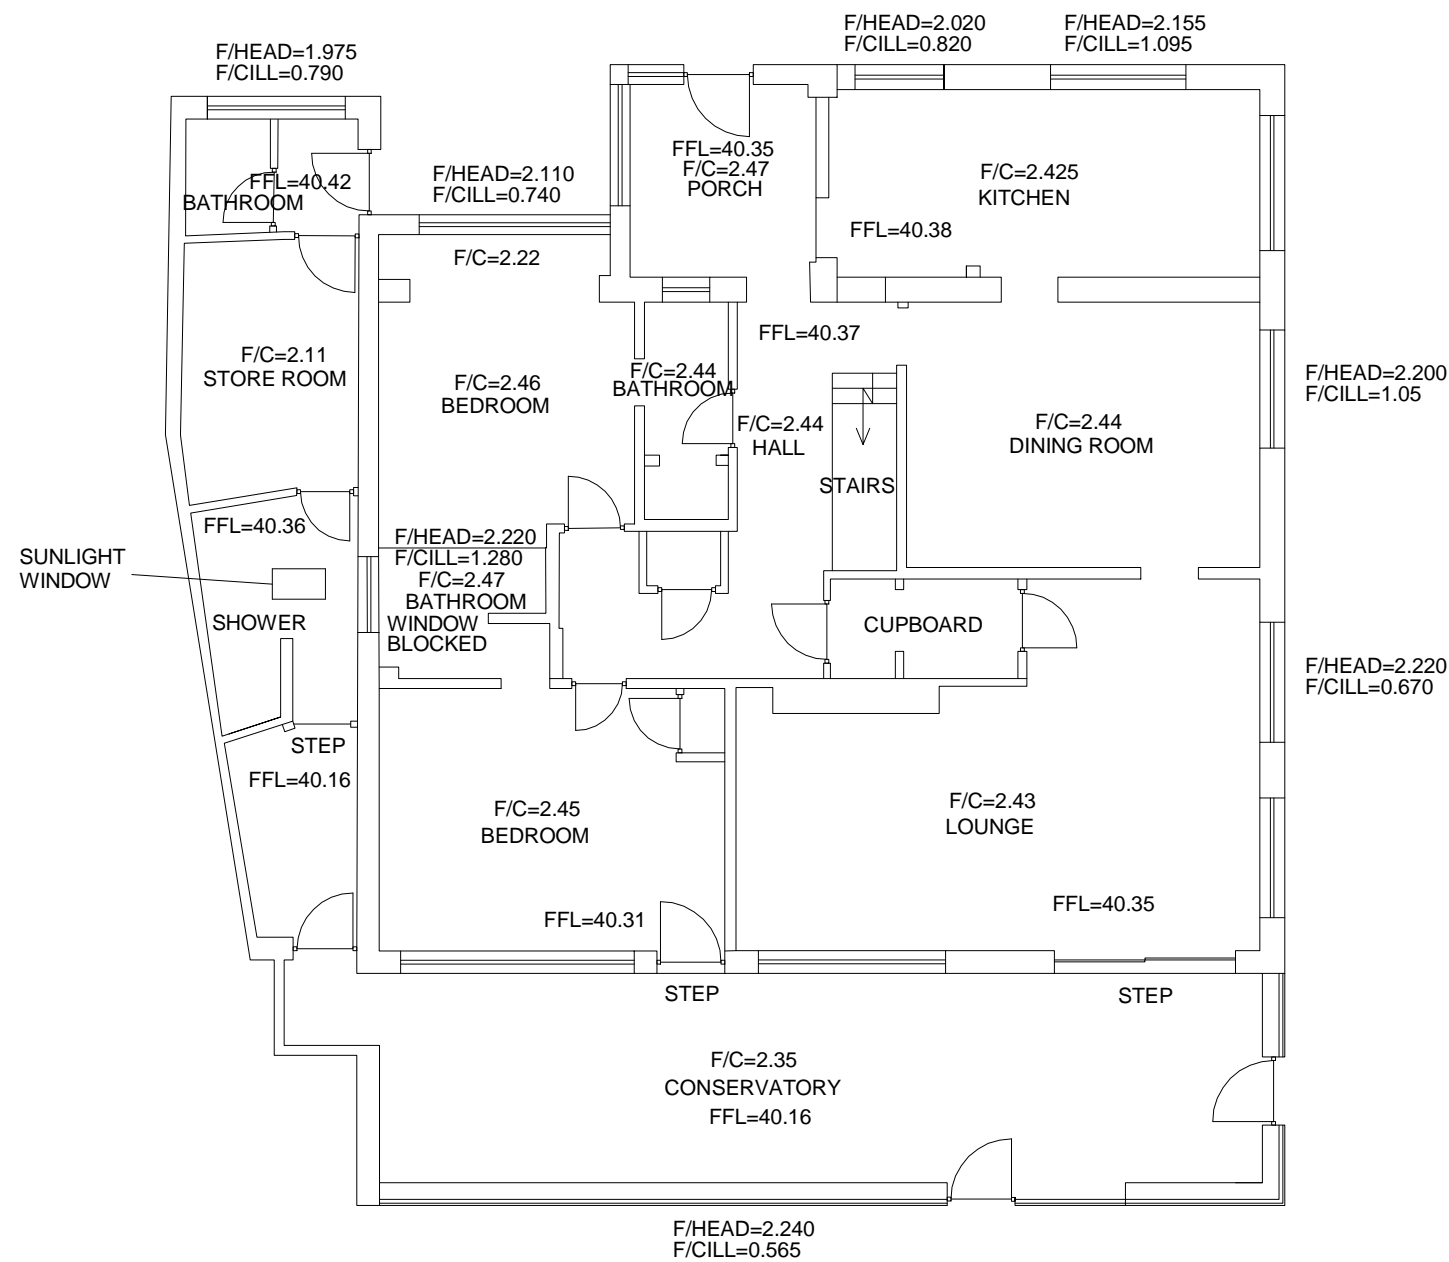 F/HEAD=2.020
F/CILL=0.820
F/HEAD=2.155
F/CILL=1.095
F/HEAD=1.975
F/CILL=0.790
FFL=40.35
F/C=2.47
PORCH
F/C=2.425
KITCHEN
FFL=40.38
F/HEAD=2.110
F/CILL=0.740
FFL=40.42
BATHROOM
F/C=2.22
FFL=40.37
F/C=2.11
STORE ROOM
F/C=2.46
BEDROOM
F/C=2.44
BATHROOM
F/HEAD=2.200
F/CILL=1.05
F/C=2.44
HALL
F/C=2.44
DINING ROOM
STAIRS
FFL=40.36
F/HEAD=2.220
F/CILL=1.280
F/C=2.47
BATHROOM
WINDOW
BLOCKED
SUNLIGHT
WINDOW
SHOWER
CUPBOARD
F/HEAD=2.220
F/CILL=0.670
STEP
FFL=40.16
F/C=2.45
BEDROOM
F/C=2.43
LOUNGE
FFL=40.31
FFL=40.35
STEP
STEP
F/C=2.35
CONSERVATORY
FFL=40.16
F/HEAD=2.240
F/CILL=0.565